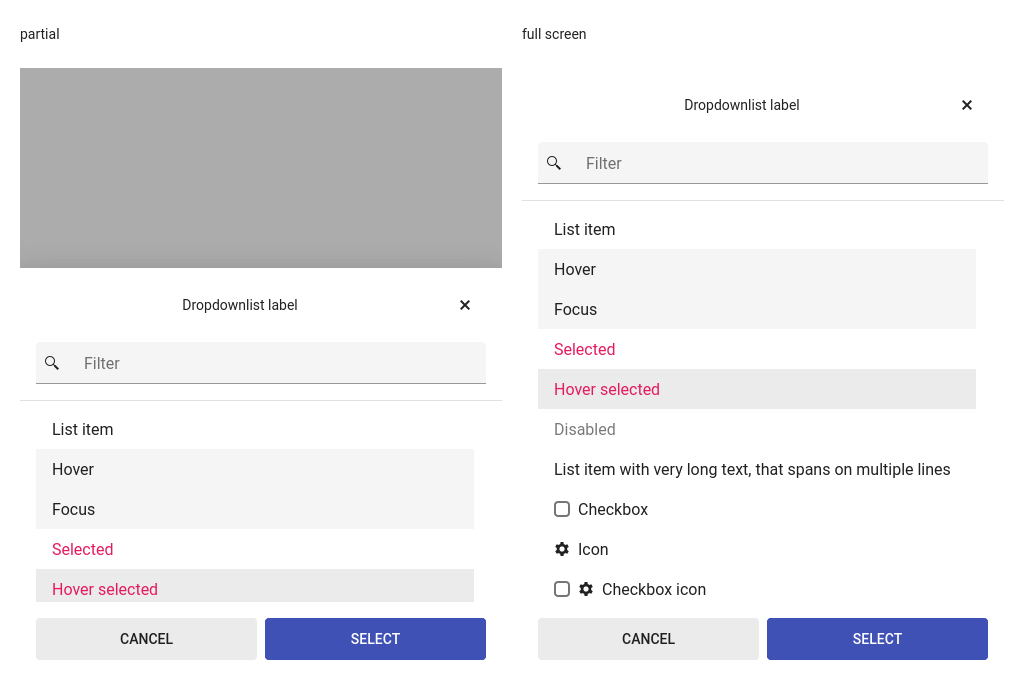 partial
Dropdownlist label
Filter
List item
Hover
Focus
Selected
Hover selected
CANCEL
SELECT
full screen
Dropdownlist label
Filter
List item
Hover
Focus
Selected
Hover selected
Disabled
List item with very long text, that spans on multiple lines
Checkbox
Icon
Checkbox icon
CANCEL
SELECT